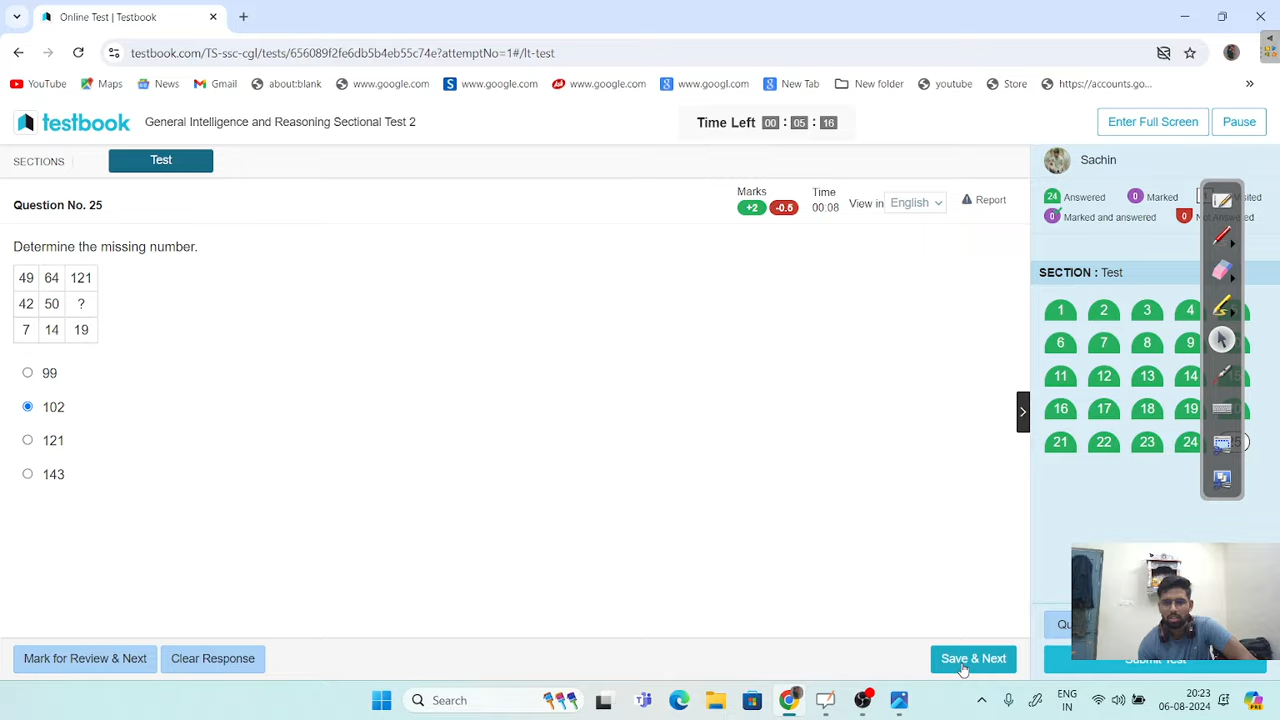 Online Test | Testbook
testbook.com/TS-ssc-cgl/tests/656089f2fe6db5b4eb55c74e?attemptNo=1#/lt-test
YouTube Maps News Gmail about:blank www.google.com www.google.com www.google.com www.googl.com New Tab New folder youtube Store https://accounts.go...
testbook General Intelligence and Reasoning Sectional Test 2 Time Left 00 : 05 : 16 Enter Full Screen Pause
SECTIONS Test Sachin
Question No. 25 Marks +2 -0.5 Time 00:08 View in English Report
24 Answered 0 Marked
0 Marked and answered 0 Not Answered
Determine the missing number.
49 64 121
42 50 ?
7 14 19
99
102
121
143
SECTION : Test
1 2 3 4
6 7 8 9
11 12 13 14 15
16 17 18 19
21 22 23 24 25
Mark for Review & Next Clear Response Save & Next
Submit Test
Search ENG IN 20:23 06-08-2024